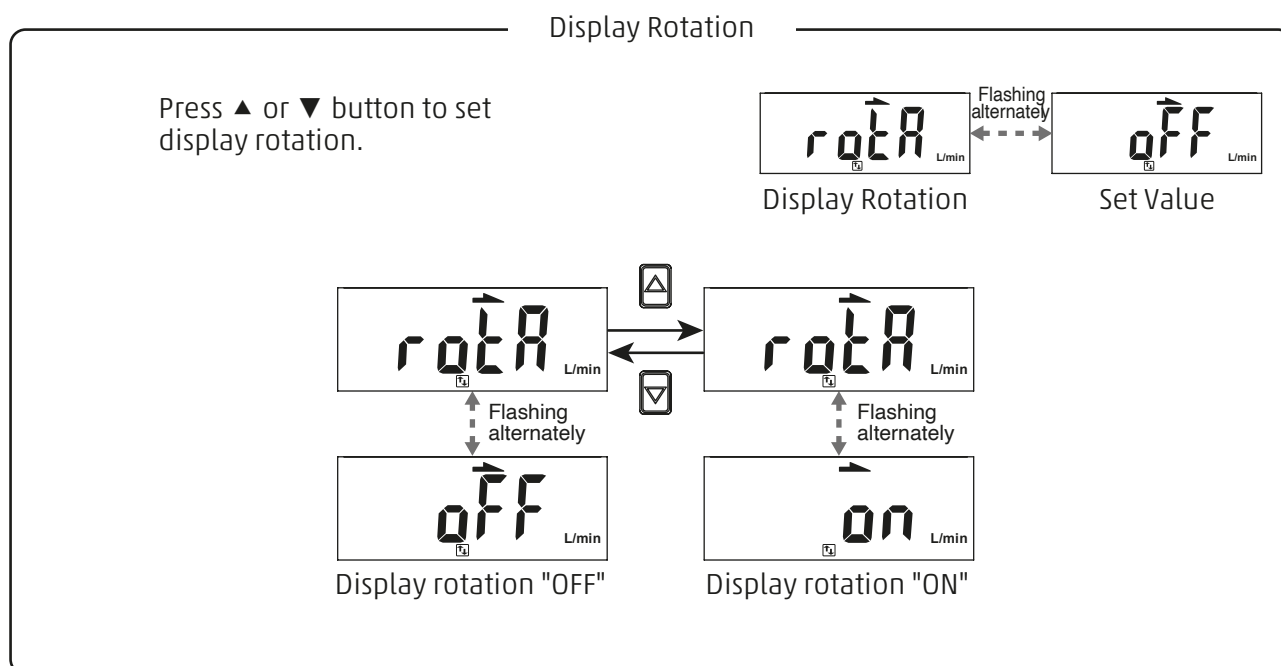 Display Rotation
Press ▲ or ▼ button to set
display rotation.
rotA L/min
Flashing
alternately
oFF L/min
Display Rotation
Set Value
rotA L/min
rotA L/min
Flashing
alternately
Flashing
alternately
oFF L/min
on L/min
Display rotation "OFF"
Display rotation "ON"